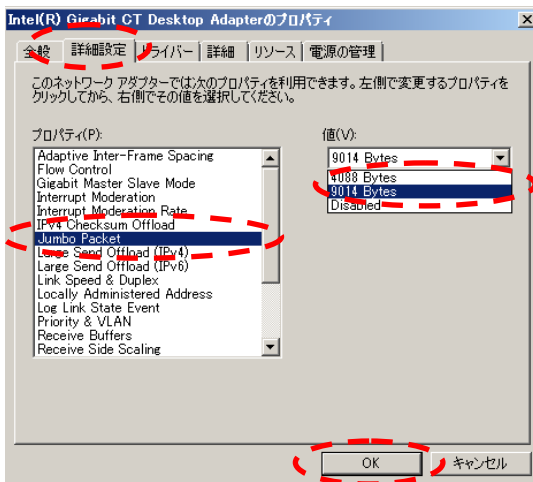 Intel(R) Gigabit CT Desktop Adapterのプロパティ
全般 詳細設定 ドライバー 詳細 リソース 電源の管理
このネットワーク アダプターでは次のプロパティを利用できます。左側で変更するプロパティを
クリックしてから、右側でその値を選択してください。
プロパティ(P):
値(V):
Adaptive Inter-Frame Spacing
Flow Control
Gigabit Master Slave Mode
Interrupt Moderation
Interrupt Moderation Rate
IPv4 Checksum Offload
Jumbo Packet
Large Send Offload (IPv4)
Large Send Offload (IPv6)
Link Speed & Duplex
Locally Administered Address
Log Link State Event
Priority & VLAN
Receive Buffers
Receive Side Scaling
9014 Bytes
4088 Bytes
9014 Bytes
Disabled
OK
キャンセル